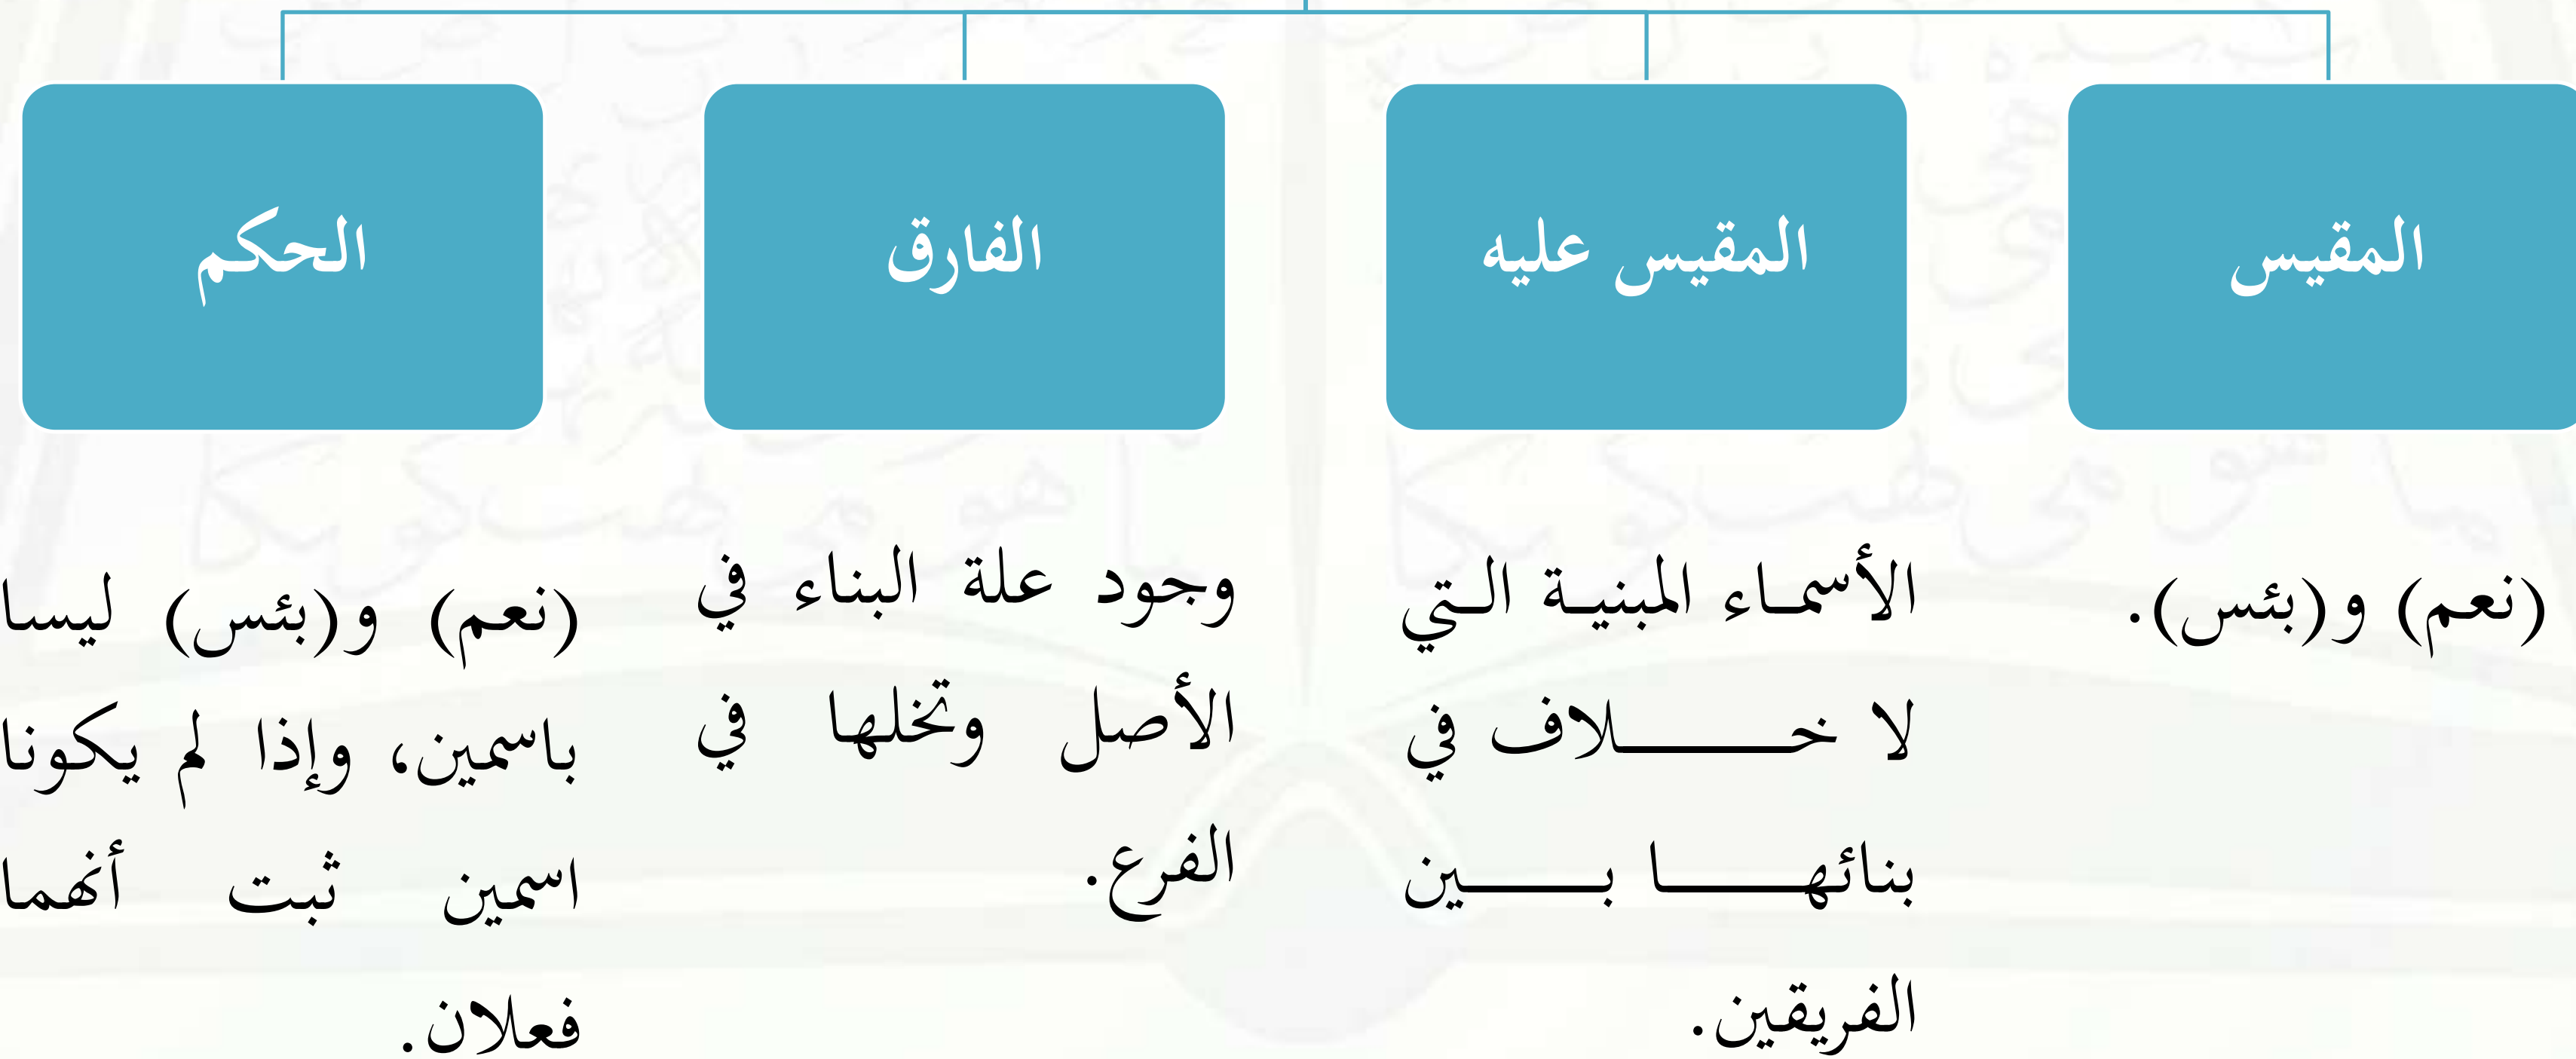 المقيس
المقيس عليه
الفارق
الحكم
(نعم) و(بئس).
الأسماء المبنية التي
لا خلاف في
بنائها بين
الفريقين.
وجود علة البناء في
الأصل وتخلها في
الفرع.
(نعم) و(بئس) ليسا
باسمين، وإذا لم يكونا
اسمين ثبت أنهما
فعلان.